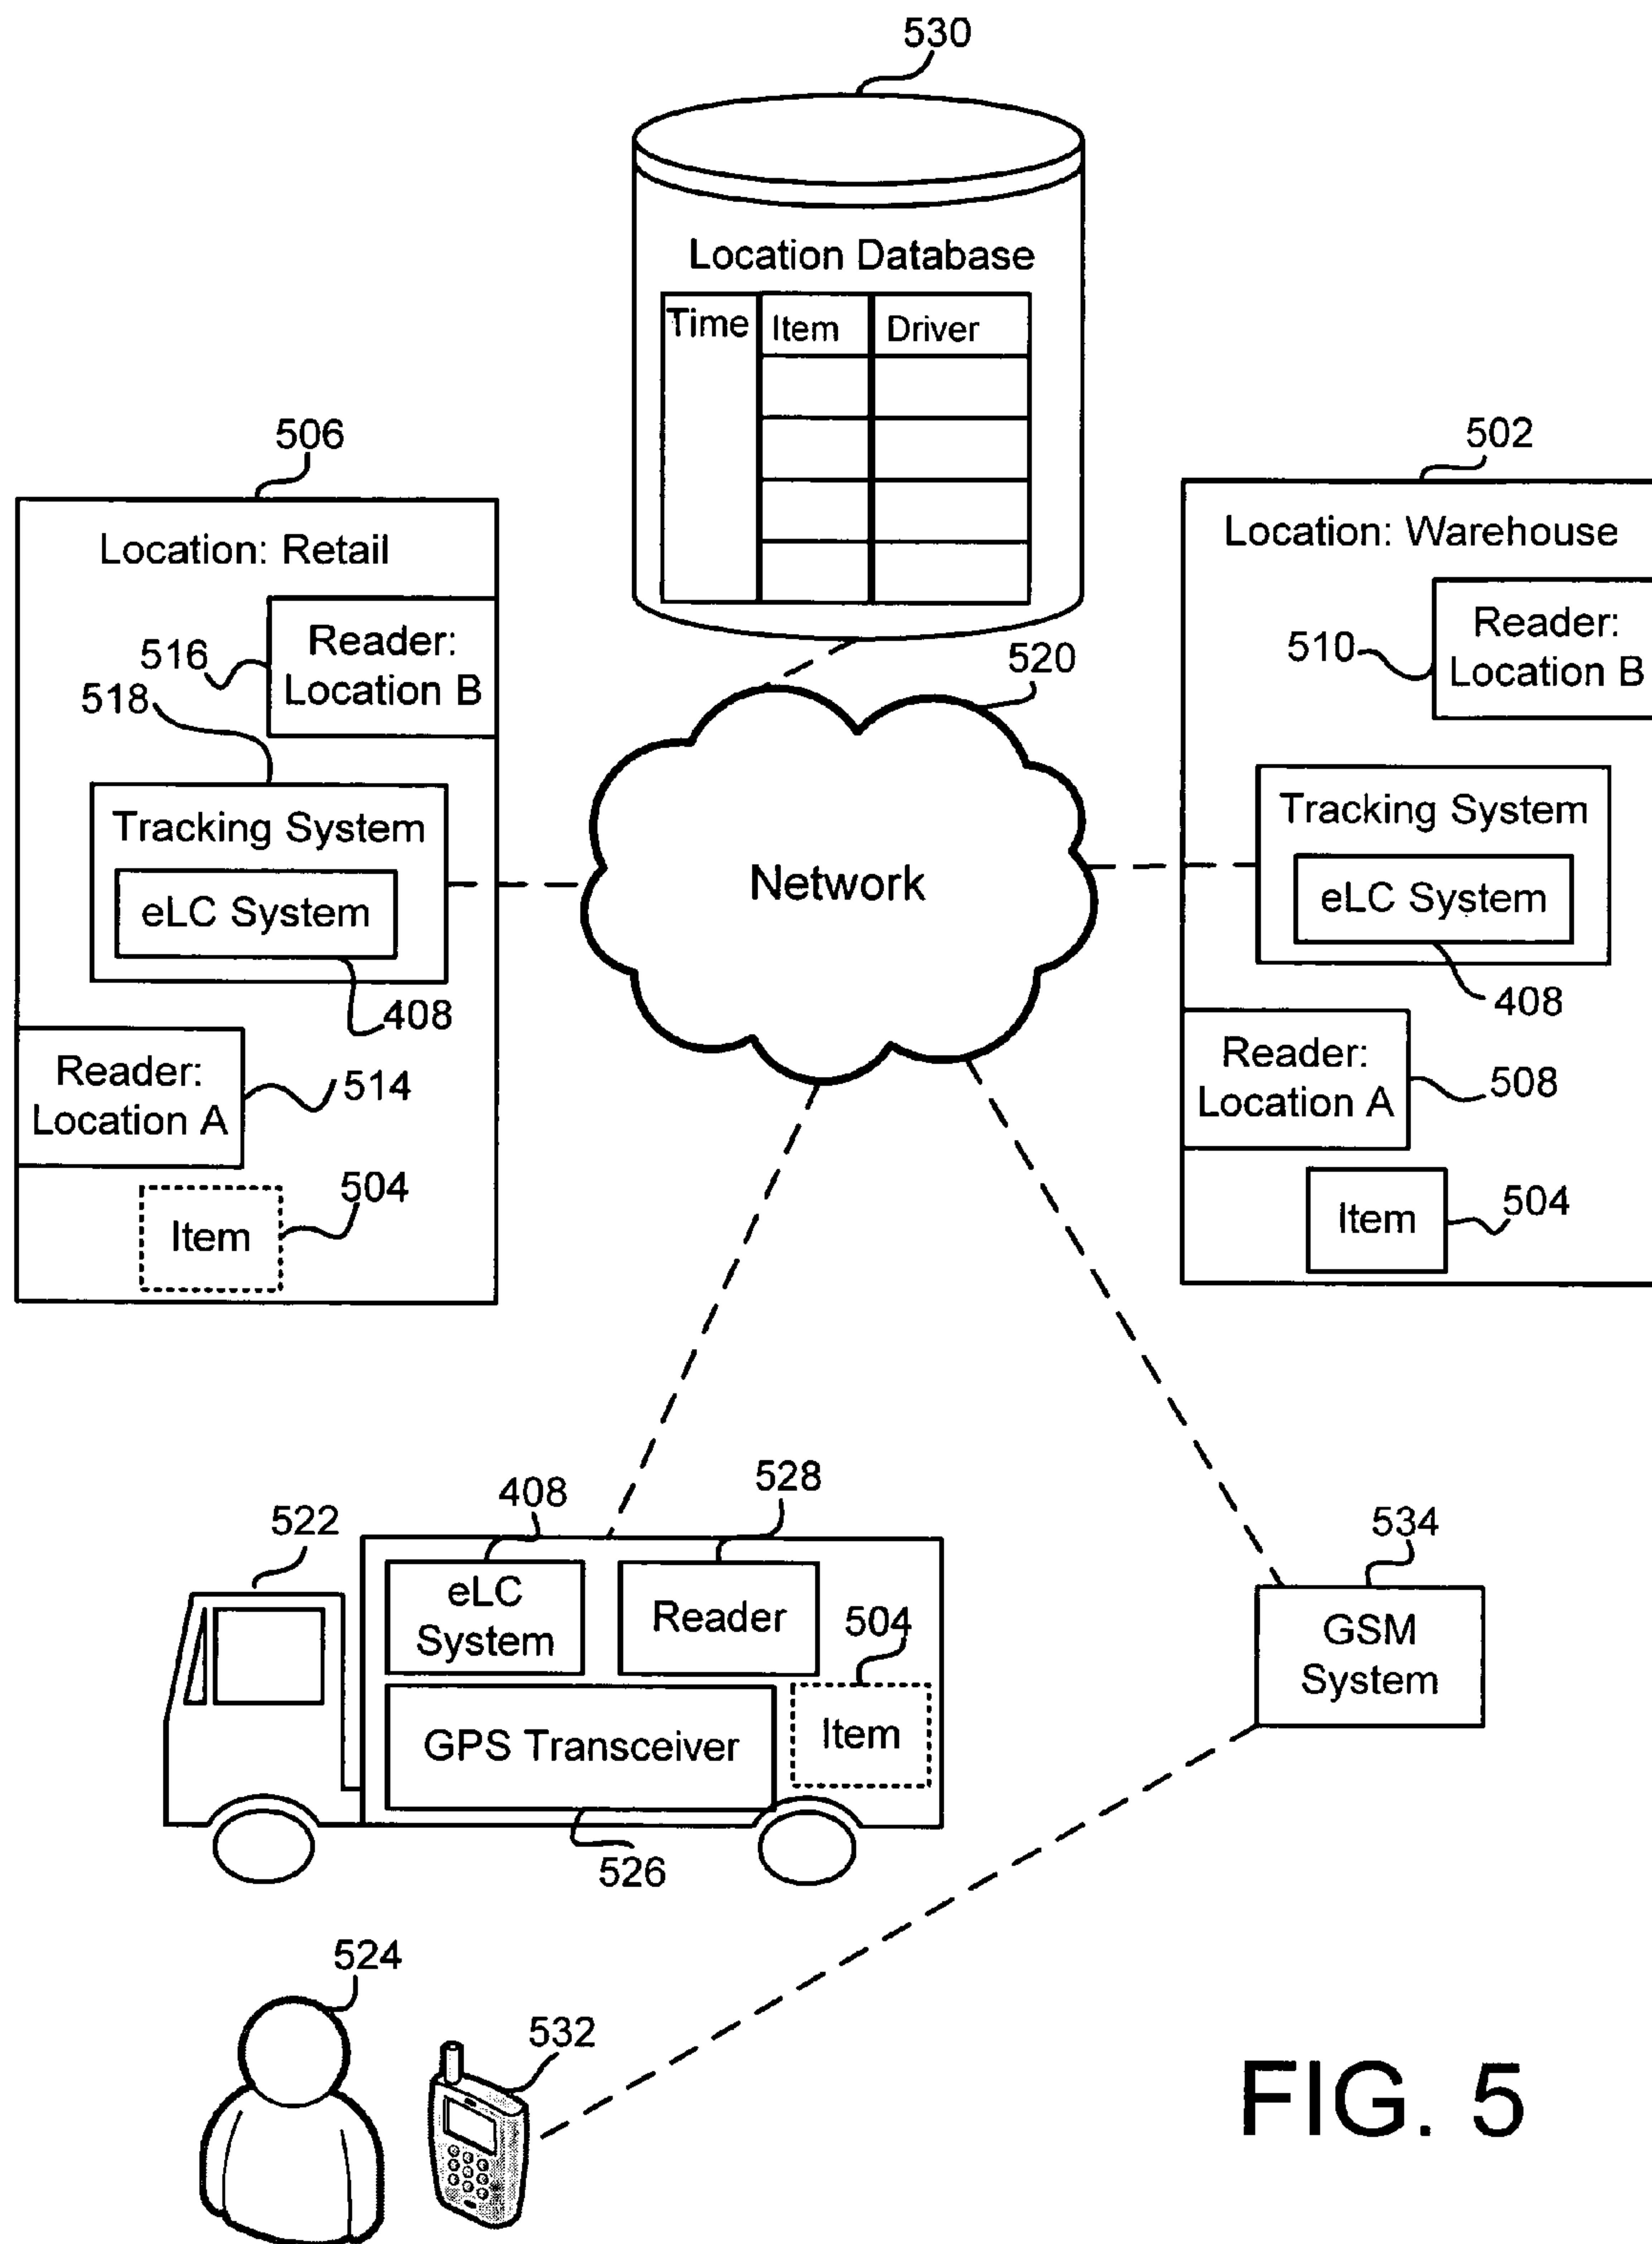 530
Location Database
Time Item Driver
506
Location: Retail
516
Reader:
Location B
518
Tracking System
eLC System
408
Reader:
Location A
514
504
Item
520
Network
502
Location: Warehouse
510
Reader:
Location B
Tracking System
eLC System
408
Reader:
Location A
508
Item
504
522
408
528
eLC
System
Reader
504
GPS Transceiver
Item
526
534
GSM
System
524
532
FIG. 5